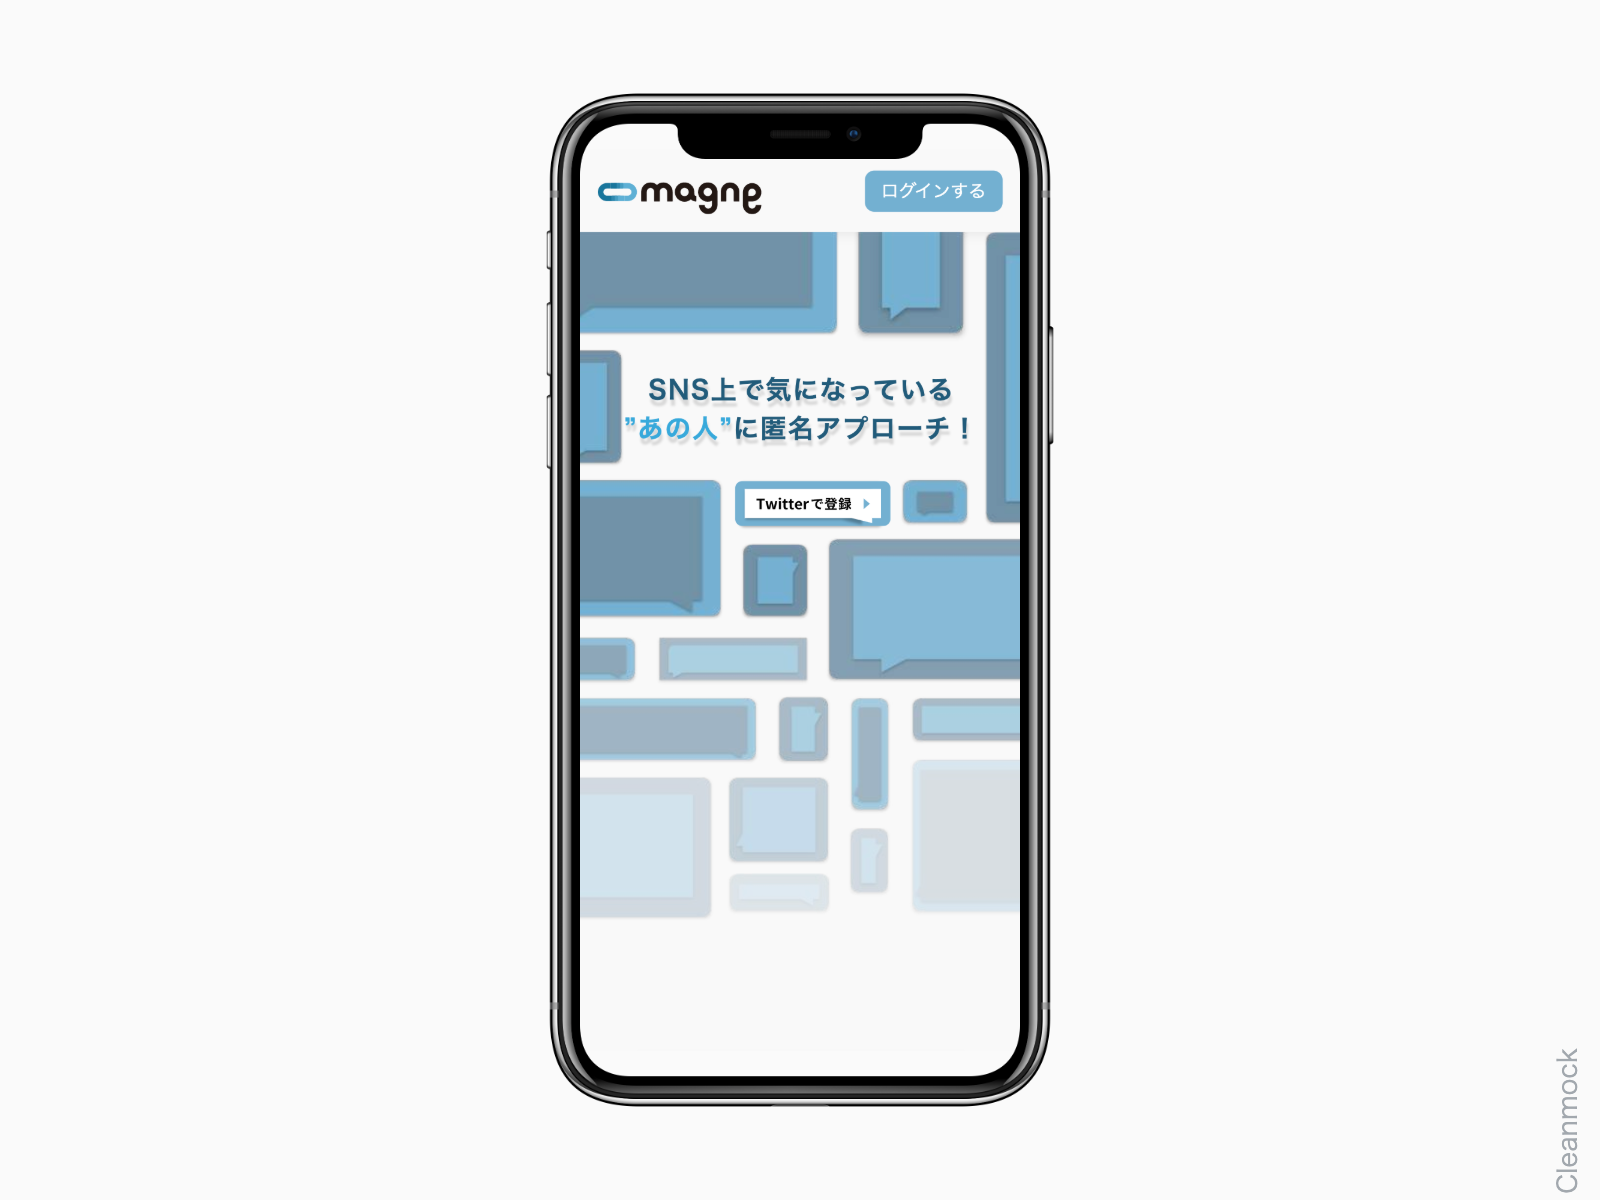 magne
ログインする
SNS上で気になっている
”あの人”に匿名アプローチ！
Twitterで登録
Cleanmock